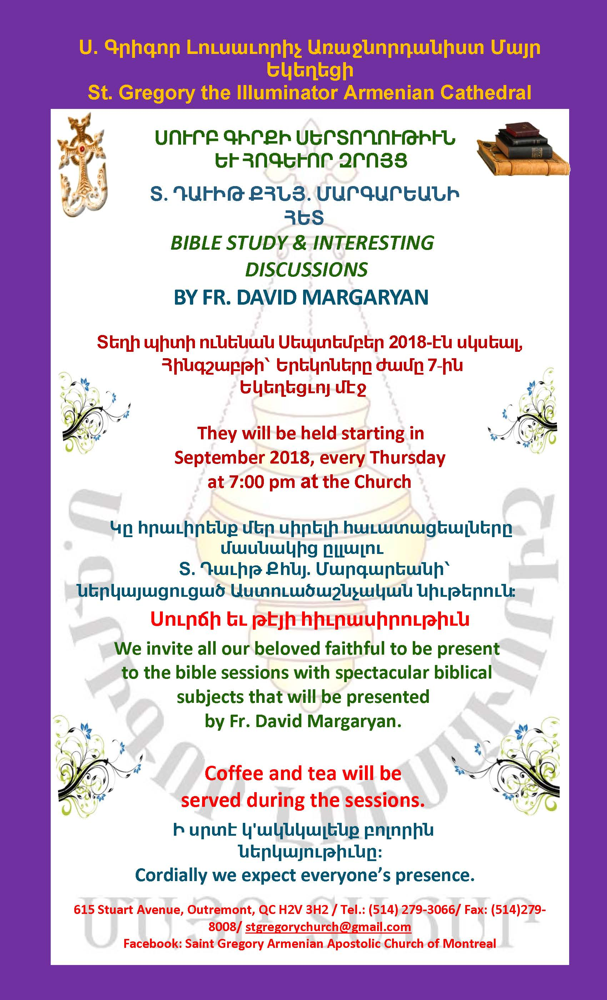 Ս. Գրիգոր Լուսաւորիչ Առաջնորդանիստ Մայր
Եկեղեցի
St. Gregory the Illuminator Armenian Cathedral
ՍՈՒՐԲ ԳԻՐՔԻ ՍԵՐՏՈՂՈՒԹԻՒՆ
ԵՒ ՀՈԳԵՒՈՐ ԶՐՈՅՑ
Տ. ԴԱՒԻԹ ՔՀՆՅ. ՄԱՐԳԱՐԵԱՆԻ
ՀԵՏ
BIBLE STUDY & INTERESTING
DISCUSSIONS
BY FR. DAVID MARGARYAN
Տեղի պիտի ունենան Սեպտեմբեր 2018-էն սկսեալ,
Հինգշաբթի՝ Երեկոները ժամը 7-ին
Եկեղեցւոյ մէջ
They will be held starting in
September 2018, every Thursday
at 7:00 pm at the Church
Կը հրաւիրենք մեր սիրելի հաւատացեալները
մասնակից ըլլալու
Տ. Դաւիթ Քհնյ. Մարգարեանի՝
ներկայացուցած Աստուածաշնչական նիւթերուն։
Սուրճի եւ թէյի հիւրասիրութիւն
We invite all our beloved faithful to be present
to the bible sessions with spectacular biblical
subjects that will be presented
by Fr. David Margaryan.
Coffee and tea will be
served during the sessions.
Ի սրտէ կ'ակնկալենք բոլորին
ներկայութիւնը։
Cordially we expect everyone’s presence.
615 Stuart Avenue, Outremont, QC H2V 3H2 / Tel.: (514) 279-3066/ Fax: (514)279-
8008/ stgregorychurch@gmail.com
Facebook: Saint Gregory Armenian Apostolic Church of Montreal
Ս.ԳՐԻԳՈՐ ԼՈՒՍԱՒՈՐԻՉ
ՄԱՅՐ ՏԱՃԱՐ